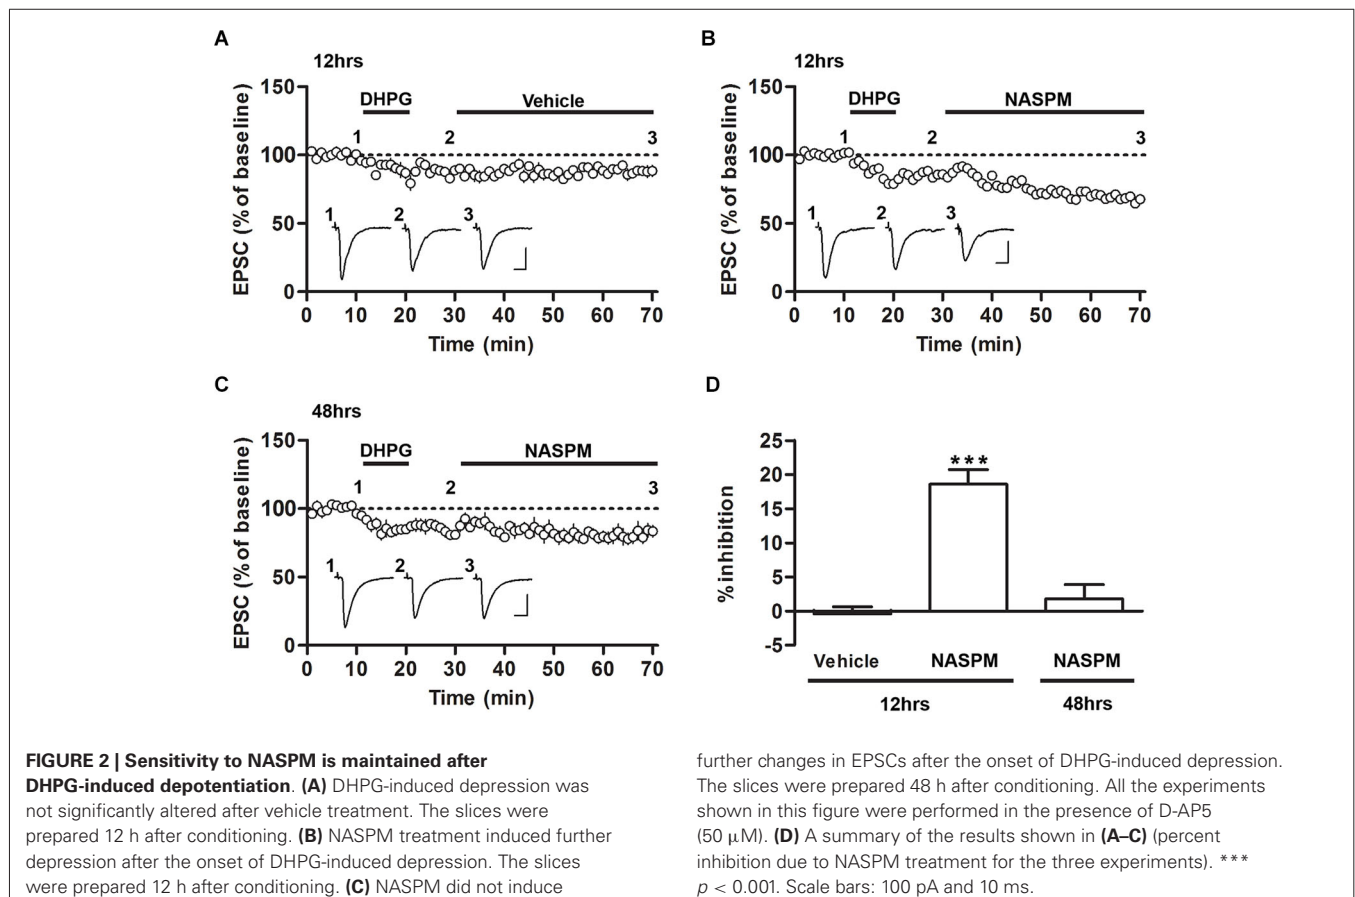 A
12hrs
150
100
50
0
EPSC (% of baseline)
DHPG
Vehicle
1
2
3
1
2
3
0 10 20 30 40 50 60 70
Time (min)
B
12hrs
150
100
50
0
EPSC (% of baseline)
DHPG
NASPM
1
2
3
1
2
3
0 10 20 30 40 50 60 70
Time (min)
C
48hrs
150
100
50
0
EPSC (% of baseline)
DHPG
NASPM
1
2
3
1
2
3
0 10 20 30 40 50 60 70
Time (min)
D
25
20
15
10
5
0
-5
% inhibition
***
Vehicle NASPM NASPM
12hrs 48hrs
FIGURE 2 | Sensitivity to NASPM is maintained after
DHPG-induced depotentiation. (A) DHPG-induced depression was
not significantly altered after vehicle treatment. The slices were
prepared 12 h after conditioning. (B) NASPM treatment induced further
depression after the onset of DHPG-induced depression. The slices
were prepared 12 h after conditioning. (C) NASPM did not induce
further changes in EPSCs after the onset of DHPG-induced depression.
The slices were prepared 48 h after conditioning. All the experiments
shown in this figure were performed in the presence of D-AP5
(50 μM). (D) A summary of the results shown in (A–C) (percent
inhibition due to NASPM treatment for the three experiments). ***
p < 0.001. Scale bars: 100 pA and 10 ms.